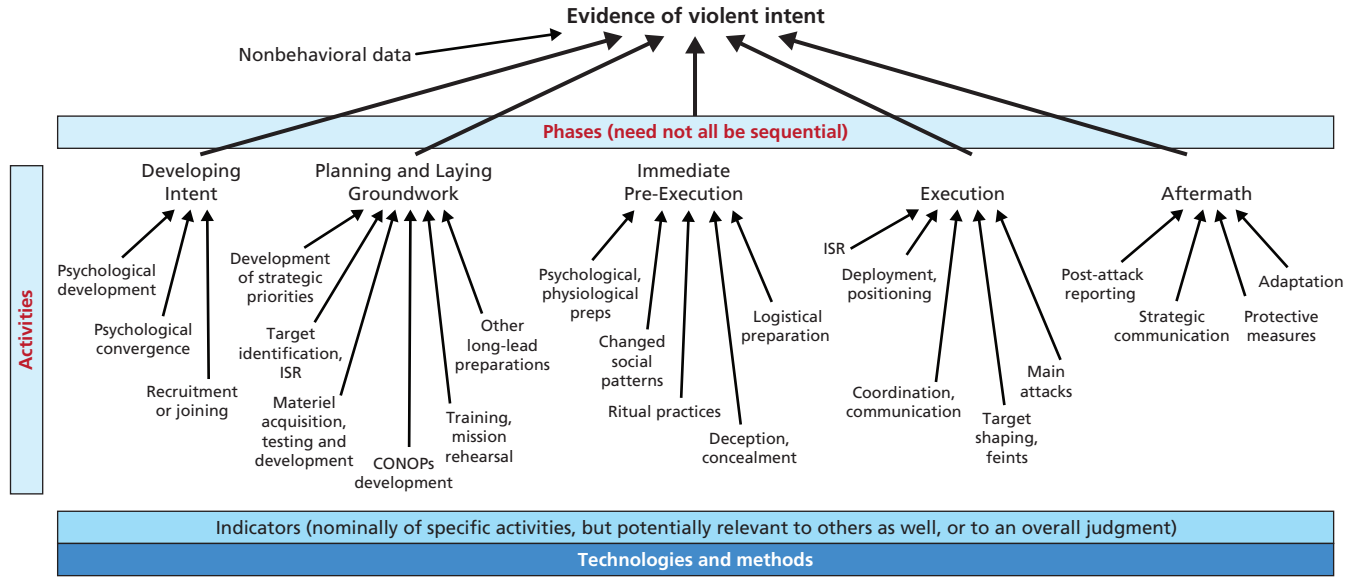 Evidence of violent intent
Nonbehavioral data
Phases (need not all be sequential)
Activities
Developing
Intent
Psychological
development
Psychological
convergence
Recruitment
or joining
Planning and Laying
Groundwork
Development
of strategic
priorities
Target
identification,
ISR
Materiel
acquisition,
testing and
development
CONOPs
development
Training,
mission
rehearsal
Other
long-lead
preparations
Immediate
Pre-Execution
Psychological,
physiological
preps
Changed
social
patterns
Ritual practices
Deception,
concealment
Logistical
preparation
Execution
ISR
Deployment,
positioning
Coordination,
communication
Target
shaping,
feints
Main
attacks
Aftermath
Post-attack
reporting
Strategic
communication
Protective
measures
Adaptation
Indicators (nominally of specific activities, but potentially relevant to others as well, or to an overall judgment)
Technologies and methods